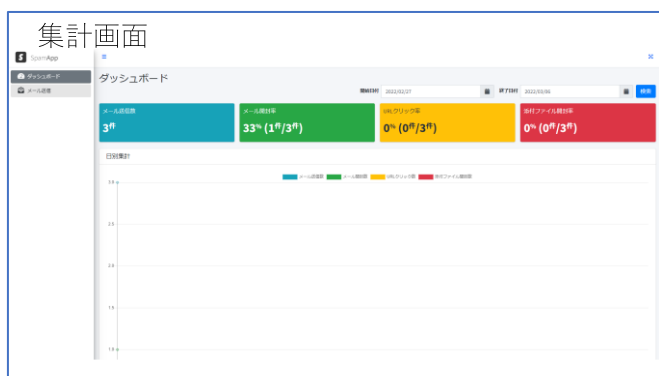 集計画面
SpamApp
ダッシュボード
メール送信
ダッシュボード
開始日付 2022/02/27 終了日付 2022/03/06 検索
メール送信数
3件
メール開封率
33% (1件/3件)
URLクリック率
0% (0件/3件)
添付ファイル開封率
0% (0件/3件)
日別集計
メール送信数 メール開封数 URLクリック数 添付ファイル開封数
3.0
2.5
2.0
1.5
1.0